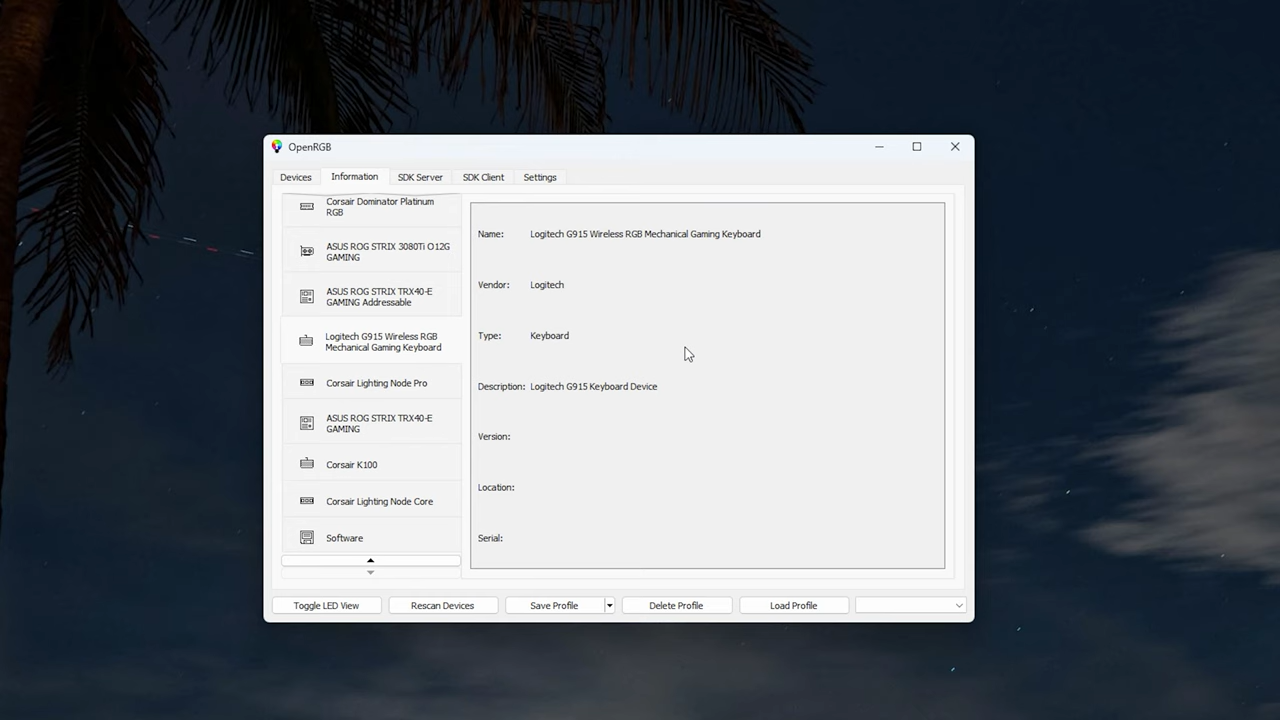 OpenRGB
Devices
Information
SDK Server
SDK Client
Settings
Corsair Dominator Platinum
RGB
ASUS ROG STRIX 3080Ti O12G
GAMING
ASUS ROG STRIX TRX40-E
GAMING Addressable
Logitech G915 Wireless RGB
Mechanical Gaming Keyboard
Corsair Lighting Node Pro
ASUS ROG STRIX TRX40-E
GAMING
Corsair K100
Corsair Lighting Node Core
Software
Name: Logitech G915 Wireless RGB Mechanical Gaming Keyboard
Vendor: Logitech
Type: Keyboard
Description: Logitech G915 Keyboard Device
Version:
Location:
Serial:
Toggle LED View
Rescan Devices
Save Profile
Delete Profile
Load Profile